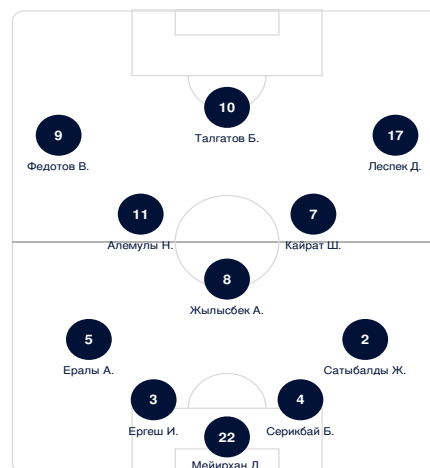 10
Талгатов Б.
9
Федотов В.
17
Леспек Д.
11
Алемулы Н.
7
Кайрат Ш.
8
Жылысбек А.
5
Ералы А.
2
Сатыбалды Ж.
3
Ергеш И.
4
Серикбай Б.
22
Мейирхан Д.